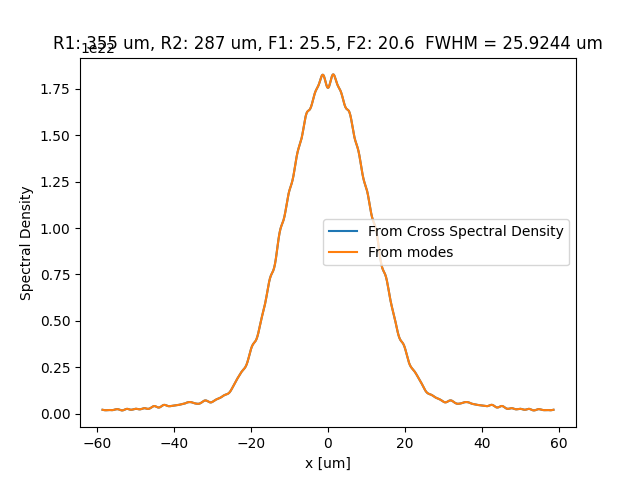 R1: 355 um, R2: 287 um, F1: 25.5, F2: 20.6  FWHM = 25.9244 um
1e22
1.75
1.50
1.25
1.00
0.75
0.50
0.25
0.00
Spectral Density
From Cross Spectral Density
From modes
−60
−40
−20
0
20
40
60
x [um]